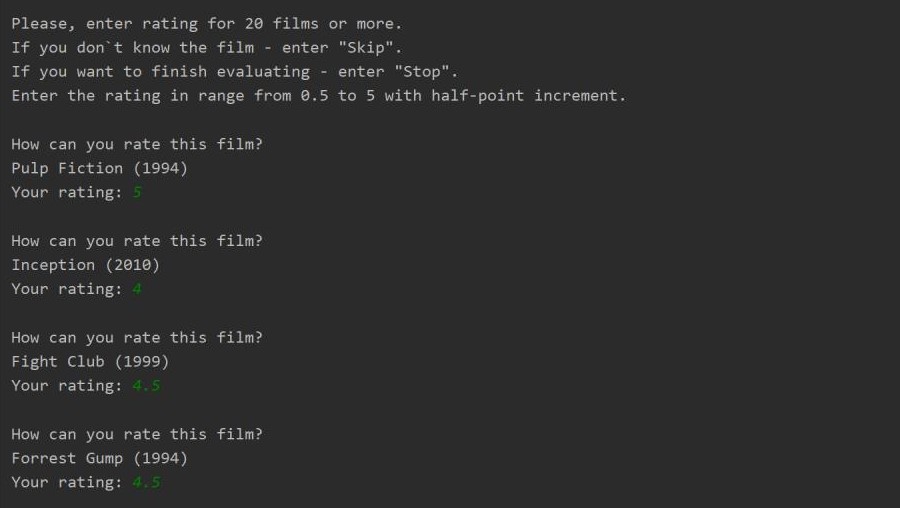 Please, enter rating for 20 films or more.
If you don`t know the film - enter "Skip".
If you want to finish evaluating - enter "Stop".
Enter the rating in range from 0.5 to 5 with half-point increment.
How can you rate this film?
Pulp Fiction (1994)
Your rating: 5
How can you rate this film?
Inception (2010)
Your rating: 4
How can you rate this film?
Fight Club (1999)
Your rating: 4.5
How can you rate this film?
Forrest Gump (1994)
Your rating: 4.5